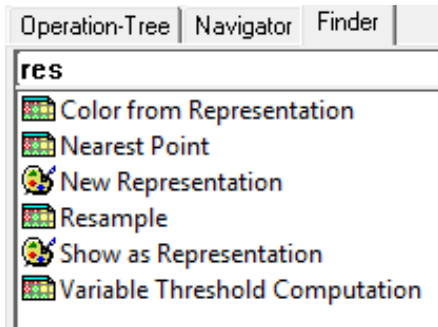 Operation-Tree Navigator Finder
res
Color from Representation
Nearest Point
New Representation
Resample
Show as Representation
Variable Threshold Computation